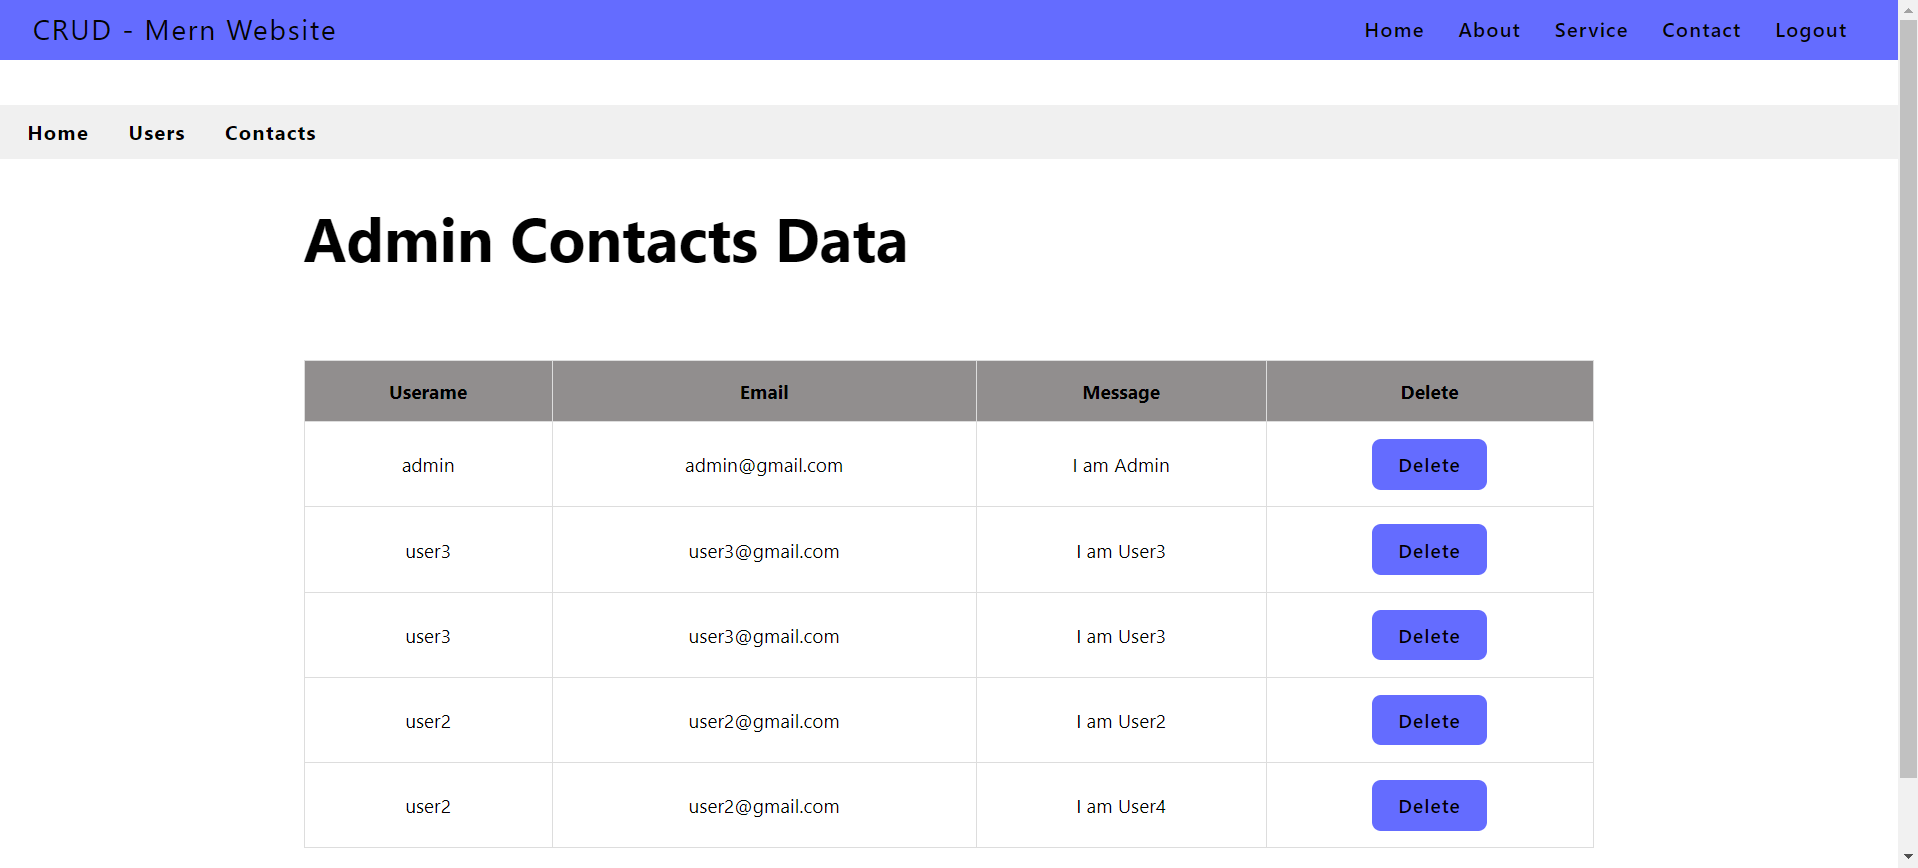 CRUD - Mern Website Home About Service Contact Logout
Home Users Contacts
Admin Contacts Data
Userame Email Message Delete
admin admin@gmail.com I am Admin Delete
user3 user3@gmail.com I am User3 Delete
user3 user3@gmail.com I am User3 Delete
user2 user2@gmail.com I am User2 Delete
user2 user2@gmail.com I am User4 Delete